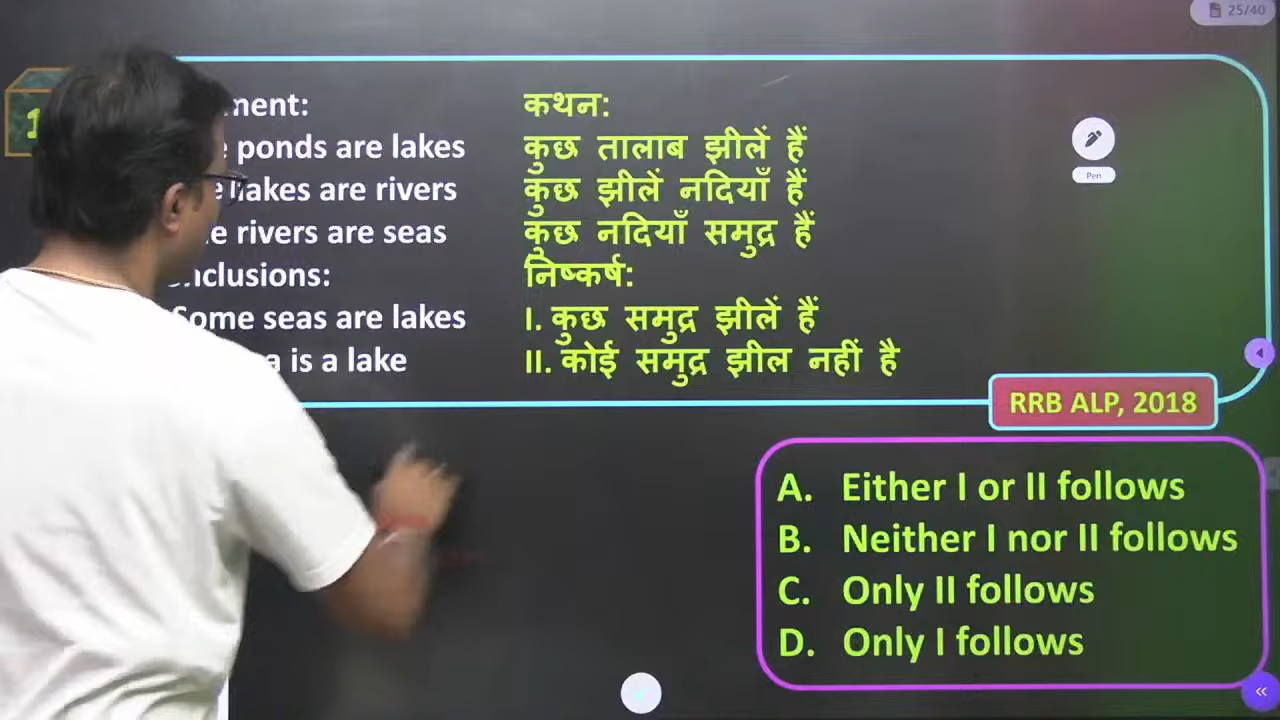 25/40
1
ment:
ponds are lakes
lakes are rivers
e rivers are seas
nclusions:
Some seas are lakes
a is a lake
कथन:
कुछ तालाब झीलें हैं
कुछ झीलें नदियाँ हैं
कुछ नदियाँ समुद्र हैं
निष्कर्ष:
I. कुछ समुद्र झीलें हैं
II. कोई समुद्र झील नहीं है
Pen
RRB ALP, 2018
A. Either I or II follows
B. Neither I nor II follows
C. Only II follows
D. Only I follows